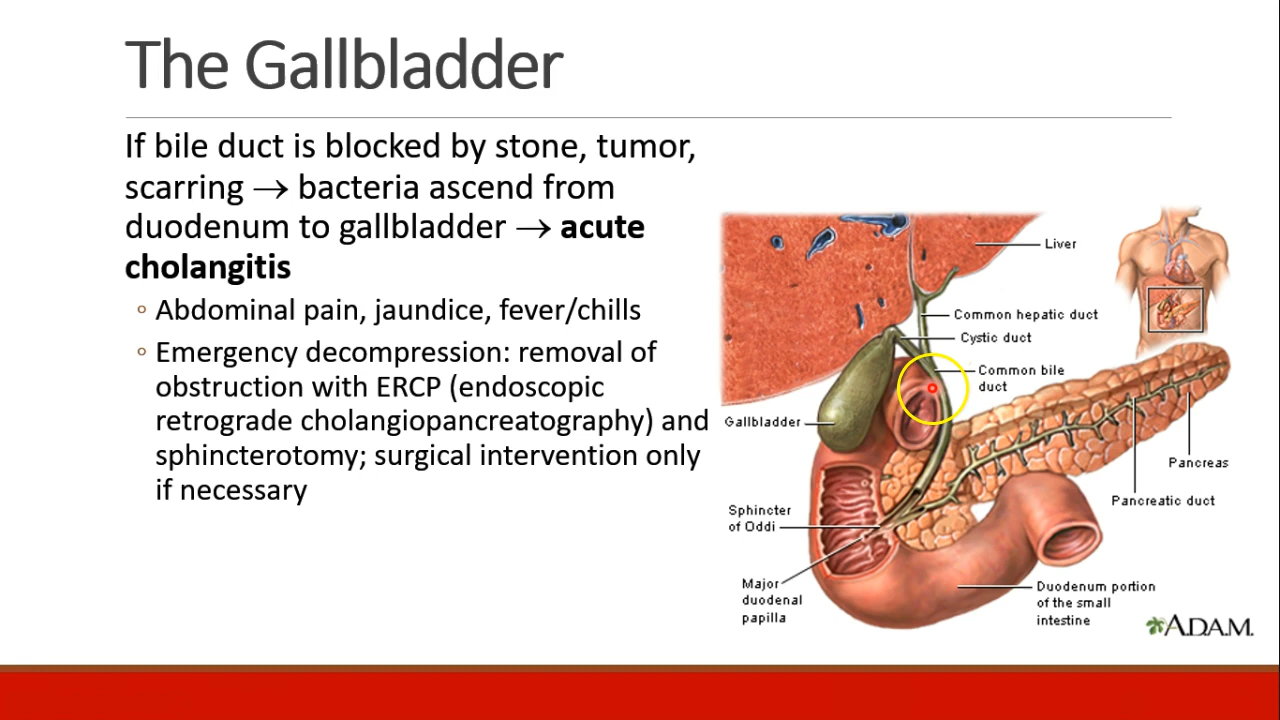 The Gallbladder
If bile duct is blocked by stone, tumor,
scarring → bacteria ascend from
duodenum to gallbladder → acute
cholangitis
◦ Abdominal pain, jaundice, fever/chills
◦ Emergency decompression: removal of
obstruction with ERCP (endoscopic
retrograde cholangiopancreatography) and
sphincterotomy; surgical intervention only
if necessary
Liver
Common hepatic duct
Cystic duct
Common bile
duct
Gallbladder
Pancreas
Pancreatic duct
Sphincter
of Oddi
Major
duodenal
papilla
Duodenum portion
of the small
intestine
A.D.A.M.